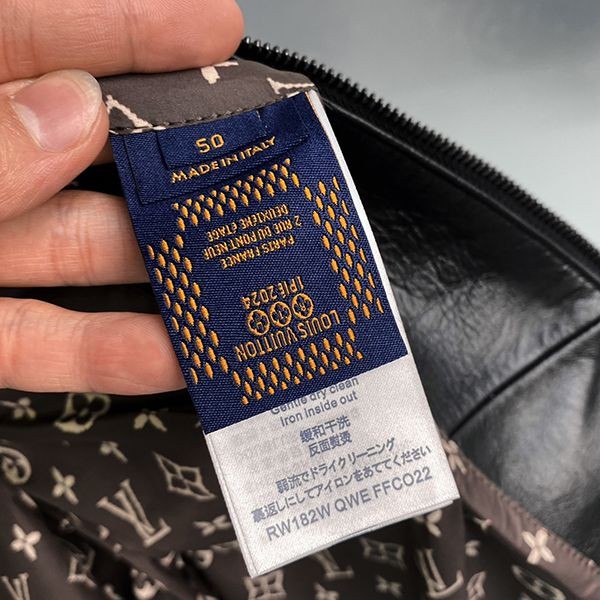 50
MADE IN ITALY
DEUXIÈME ÉTAGE
2 RUE DU PONT NEUF
PARIS FRANCE
1PIE2024
LOUIS VUITTON
Gentle dry clean
Iron inside out
缓和干洗
反面熨烫
弱流でドライクリーニング
裏返しにしてアイロンをあててください
RW182W QWE FFCO22